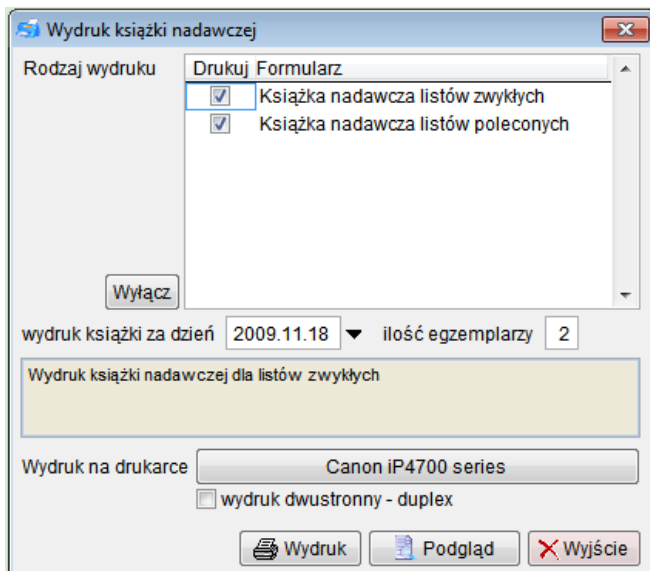 Wydruk książki nadawczej
Rodzaj wydruku
Drukuj Formularz
Książka nadawcza listów zwykłych
Książka nadawcza listów poleconych
Wyłącz
wydruk książki za dzień 2009.11.18 ilość egzemplarzy 2
Wydruk książki nadawczej dla listów zwykłych
Wydruk na drukarce Canon iP4700 series
wydruk dwustronny - duplex
Wydruk Podgląd Wyjście